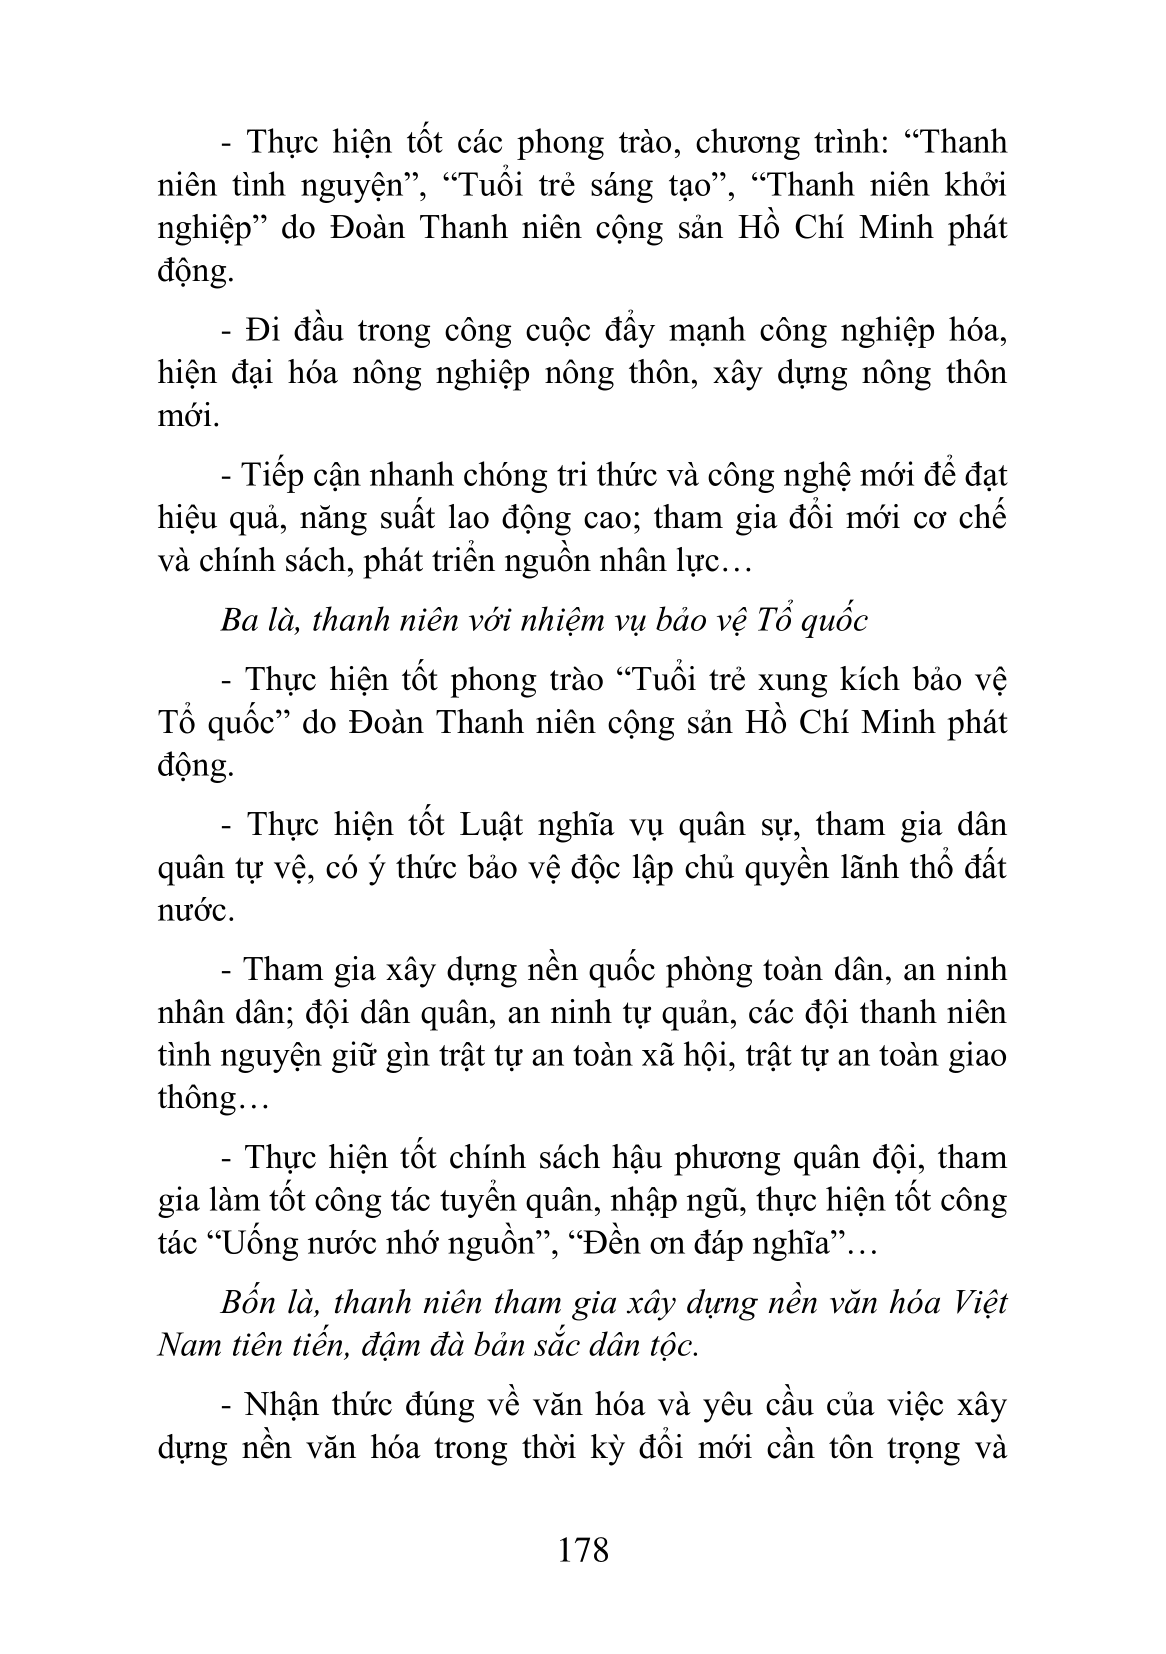 - Thực hiện tốt các phong trào, chương trình: “Thanh
niên tình nguyện”, “Tuổi trẻ sáng tạo”, “Thanh niên khởi
nghiệp” do Đoàn Thanh niên cộng sản Hồ Chí Minh phát
động.
- Đi đầu trong công cuộc đẩy mạnh công nghiệp hóa,
hiện đại hóa nông nghiệp nông thôn, xây dựng nông thôn
mới.
- Tiếp cận nhanh chóng tri thức và công nghệ mới để đạt
hiệu quả, năng suất lao động cao; tham gia đổi mới cơ chế
và chính sách, phát triển nguồn nhân lực…
Ba là, thanh niên với nhiệm vụ bảo vệ Tổ quốc
- Thực hiện tốt phong trào “Tuổi trẻ xung kích bảo vệ
Tổ quốc” do Đoàn Thanh niên cộng sản Hồ Chí Minh phát
động.
- Thực hiện tốt Luật nghĩa vụ quân sự, tham gia dân
quân tự vệ, có ý thức bảo vệ độc lập chủ quyền lãnh thổ đất
nước.
- Tham gia xây dựng nền quốc phòng toàn dân, an ninh
nhân dân; đội dân quân, an ninh tự quản, các đội thanh niên
tình nguyện giữ gìn trật tự an toàn xã hội, trật tự an toàn giao
thông…
- Thực hiện tốt chính sách hậu phương quân đội, tham
gia làm tốt công tác tuyển quân, nhập ngũ, thực hiện tốt công
tác “Uống nước nhớ nguồn”, “Đền ơn đáp nghĩa”…
Bốn là, thanh niên tham gia xây dựng nền văn hóa Việt
Nam tiên tiến, đậm đà bản sắc dân tộc.
- Nhận thức đúng về văn hóa và yêu cầu của việc xây
dựng nền văn hóa trong thời kỳ đổi mới cần tôn trọng và
178